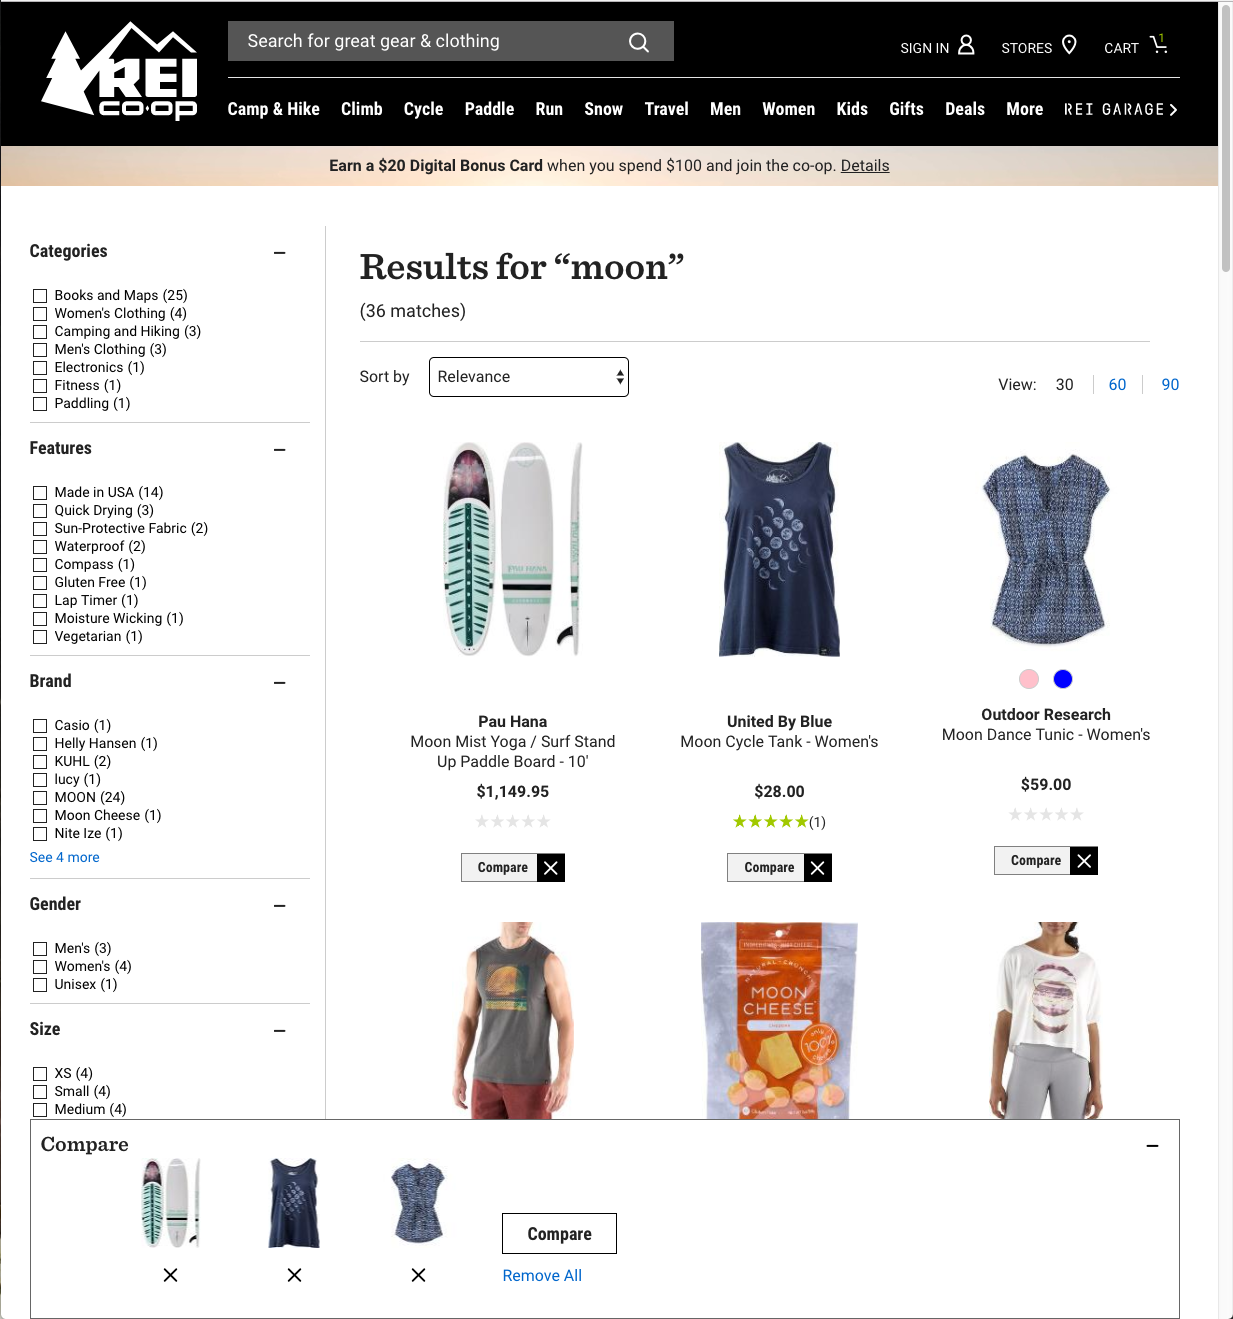 REI
co·op
Search for great gear & clothing
SIGN IN
STORES
CART
1
Camp & Hike Climb Cycle Paddle Run Snow Travel Men Women Kids Gifts Deals More REI GARAGE
Earn a $20 Digital Bonus Card when you spend $100 and join the co-op. Details
Categories
Books and Maps (25)
Women's Clothing (4)
Camping and Hiking (3)
Men's Clothing (3)
Electronics (1)
Fitness (1)
Paddling (1)
Features
Made in USA (14)
Quick Drying (3)
Sun-Protective Fabric (2)
Waterproof (2)
Compass (1)
Gluten Free (1)
Lap Timer (1)
Moisture Wicking (1)
Vegetarian (1)
Brand
Casio (1)
Helly Hansen (1)
KUHL (2)
lucy (1)
MOON (24)
Moon Cheese (1)
Nite Ize (1)
See 4 more
Gender
Men's (3)
Women's (4)
Unisex (1)
Size
XS (4)
Small (4)
Medium (4)
Results for “moon”
(36 matches)
Sort by
Relevance
View: 30 60 90
PAU HANA
Pau Hana
Moon Mist Yoga / Surf Stand
Up Paddle Board - 10'
$1,149.95
Compare
United By Blue
Moon Cycle Tank - Women's
$28.00
(1)
Compare
Outdoor Research
Moon Dance Tunic - Women's
$59.00
Compare
NATURAL · CRUNCHY
MOON
CHEESE
100%
Compare
Compare
Remove All